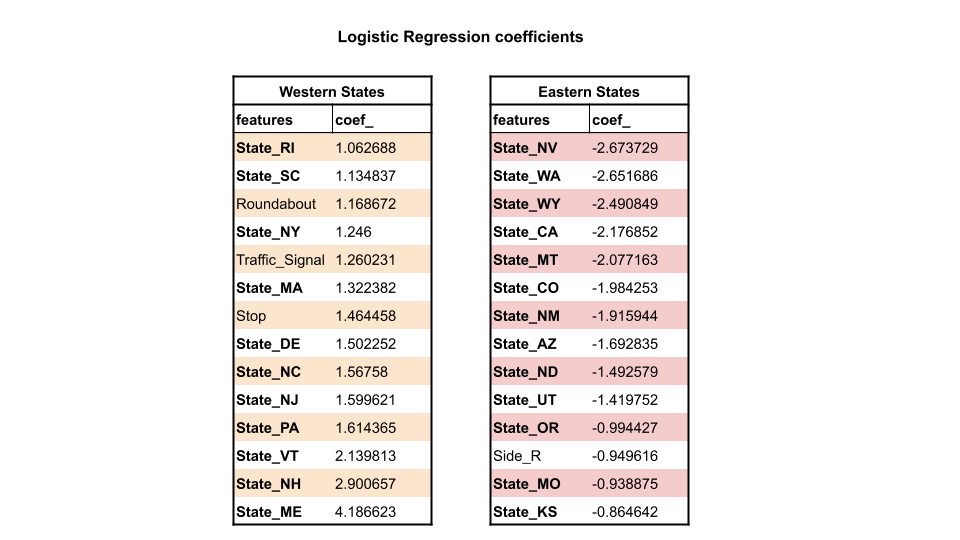 Logistic Regression coefficients
Western States
features coef_
State_RI 1.062688
State_SC 1.134837
Roundabout 1.168672
State_NY 1.246
Traffic_Signal 1.260231
State_MA 1.322382
Stop 1.464458
State_DE 1.502252
State_NC 1.56758
State_NJ 1.599621
State_PA 1.614365
State_VT 2.139813
State_NH 2.900657
State_ME 4.186623
Eastern States
features coef_
State_NV -2.673729
State_WA -2.651686
State_WY -2.490849
State_CA -2.176852
State_MT -2.077163
State_CO -1.984253
State_NM -1.915944
State_AZ -1.692835
State_ND -1.492579
State_UT -1.419752
State_OR -0.994427
Side_R -0.949616
State_MO -0.938875
State_KS -0.864642